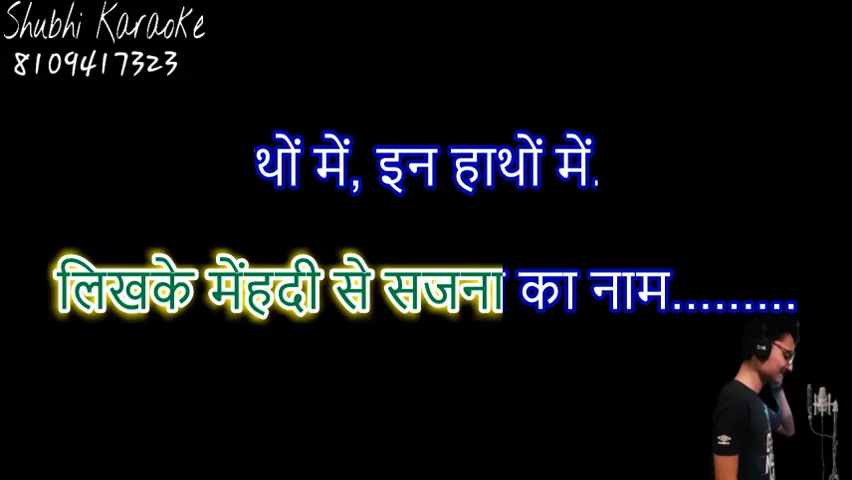 Shubhi Karaoke
8109417323
थों में, इन हाथों में.
लिखके मेंहदी से सजना का नाम.........